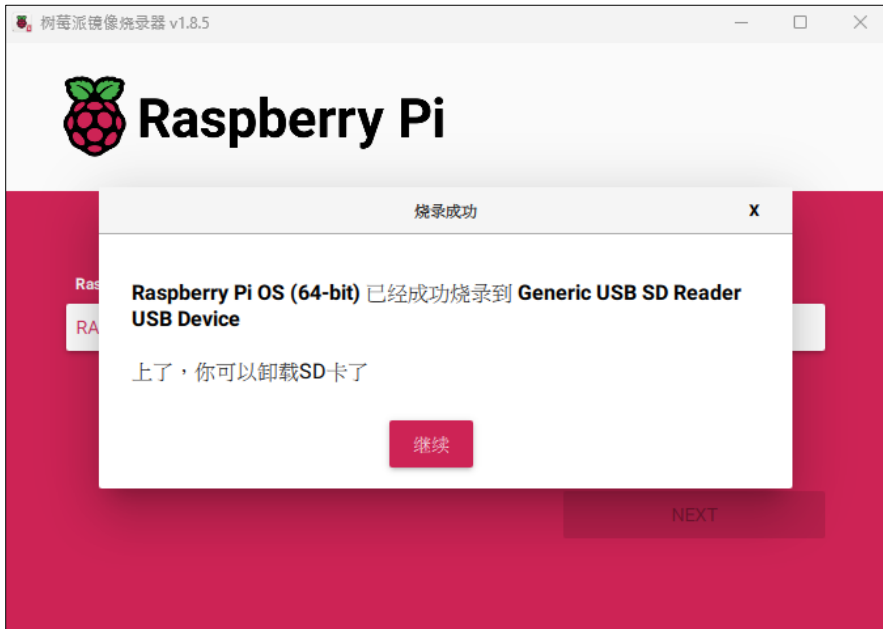 树莓派镜像烧录器 v1.8.5
Raspberry Pi
烧录成功
X
Ras
RA
Raspberry Pi OS (64-bit) 已经成功烧录到 Generic USB SD Reader
USB Device
上了，你可以卸载SD卡了
继续
NEXT